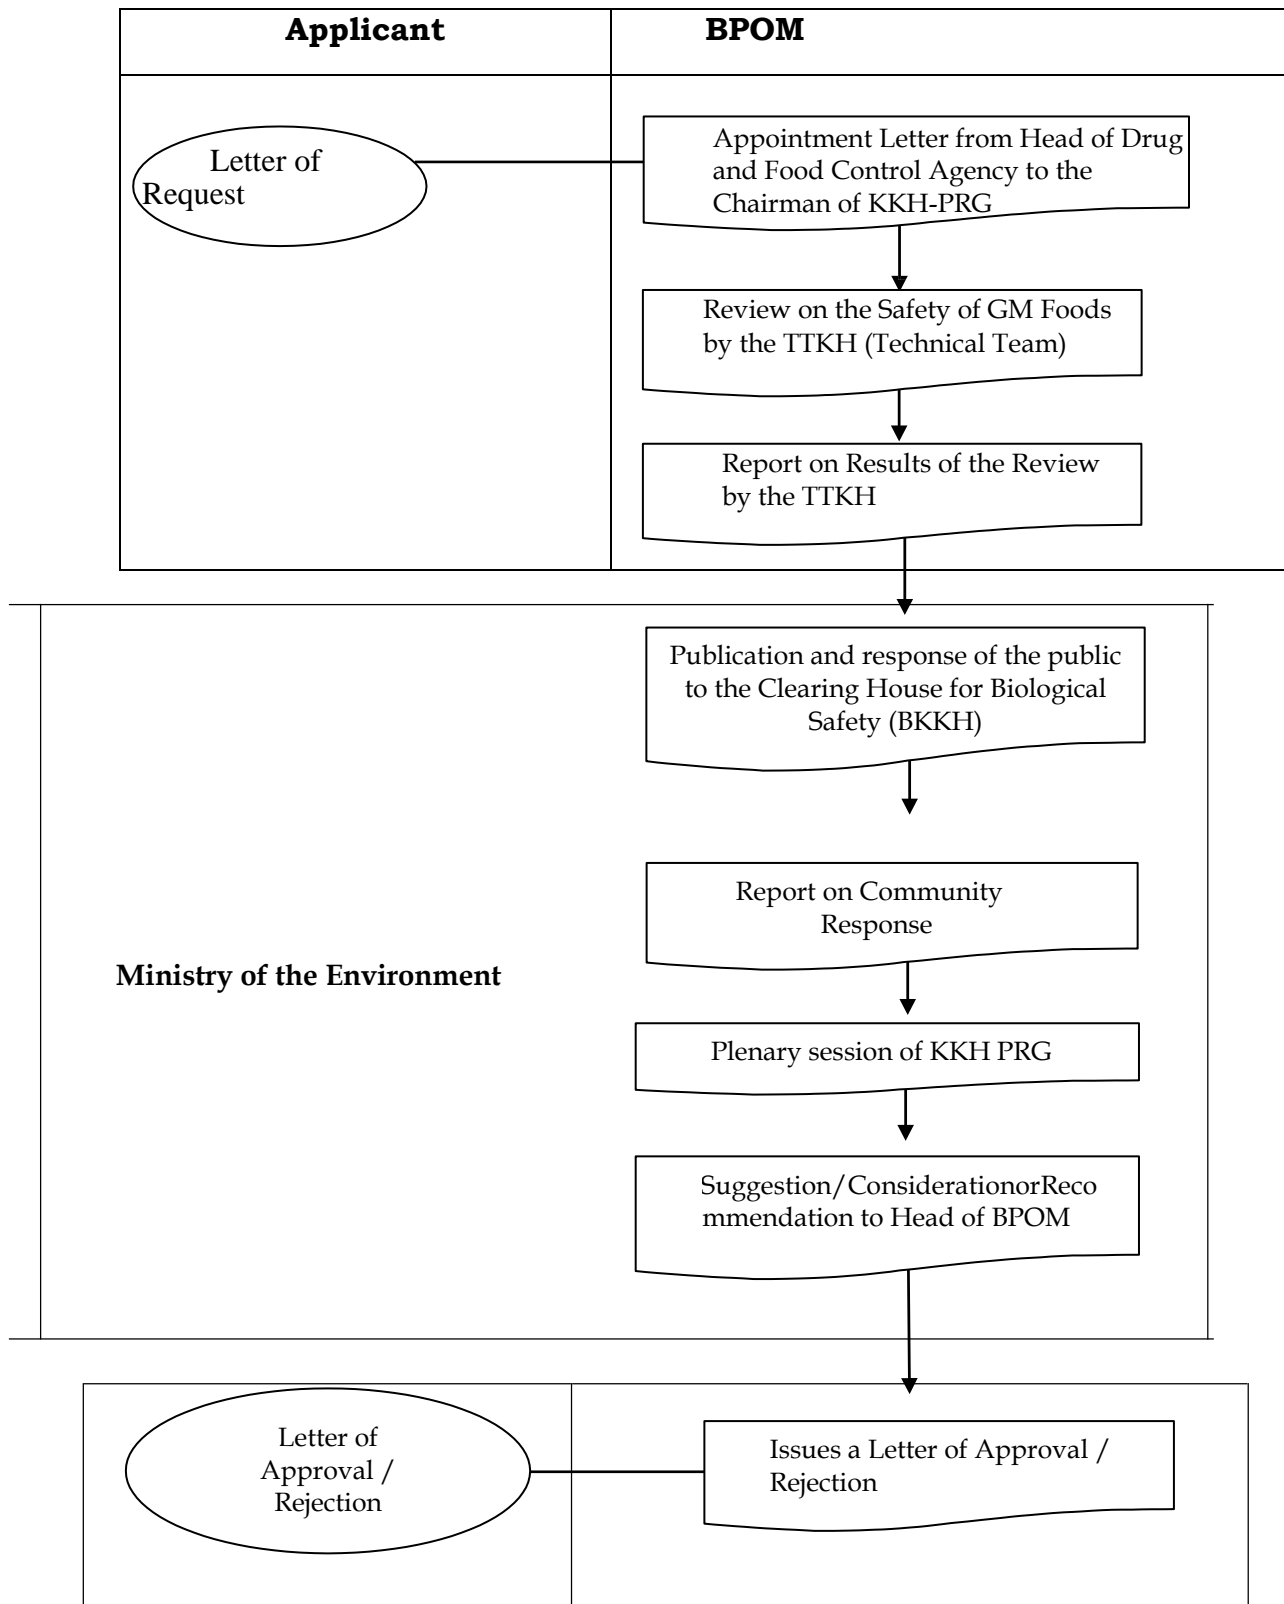 Applicant
BPOM
Letter of
Request
Appointment Letter from Head of Drug
and Food Control Agency to the
Chairman of KKH-PRG
Review on the Safety of GM Foods
by the TTKH (Technical Team)
Report on Results of the Review
by the TTKH
Publication and response of the public
to the Clearing House for Biological
Safety (BKKH)
Report on Community
Response
Ministry of the Environment
Plenary session of KKH PRG
Suggestion/ConsiderationorReco
mmendation to Head of BPOM
Letter of
Approval /
Rejection
Issues a Letter of Approval /
Rejection